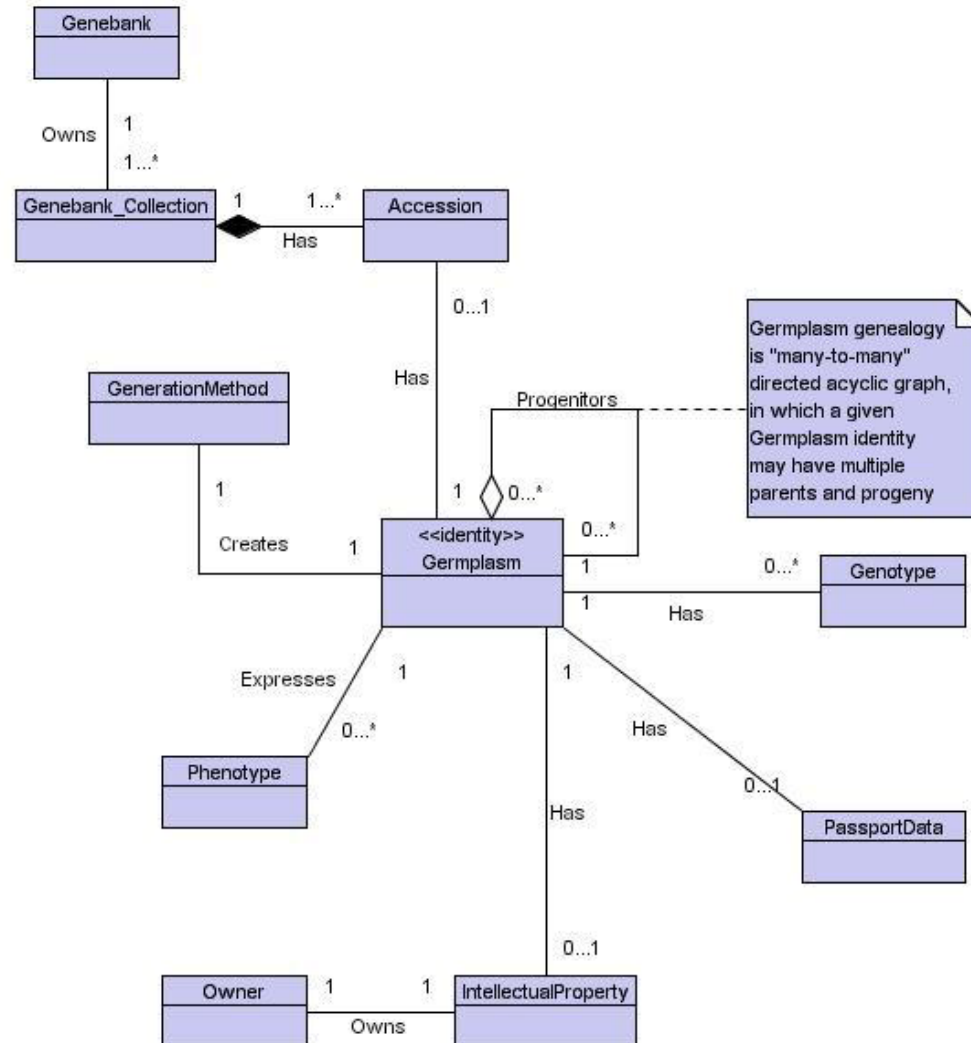 Genebank
1
Owns
1...*
Genebank_Collection
1
1...*
Has
Accession
0...1
Has
GenerationMethod
1
Creates
1
Progenitors
Germplasm genealogy
is "many-to-many"
directed acyclic graph,
in which a given
Germplasm identity
may have multiple
parents and progeny
1
0...*
0...*
<<identity>>
Germplasm
1
1
0...*
Has
Genotype
Expresses
1
0...*
Phenotype
1
Has
0...1
PassportData
Has
0...1
Owner
1
1
Owns
IntellectualProperty